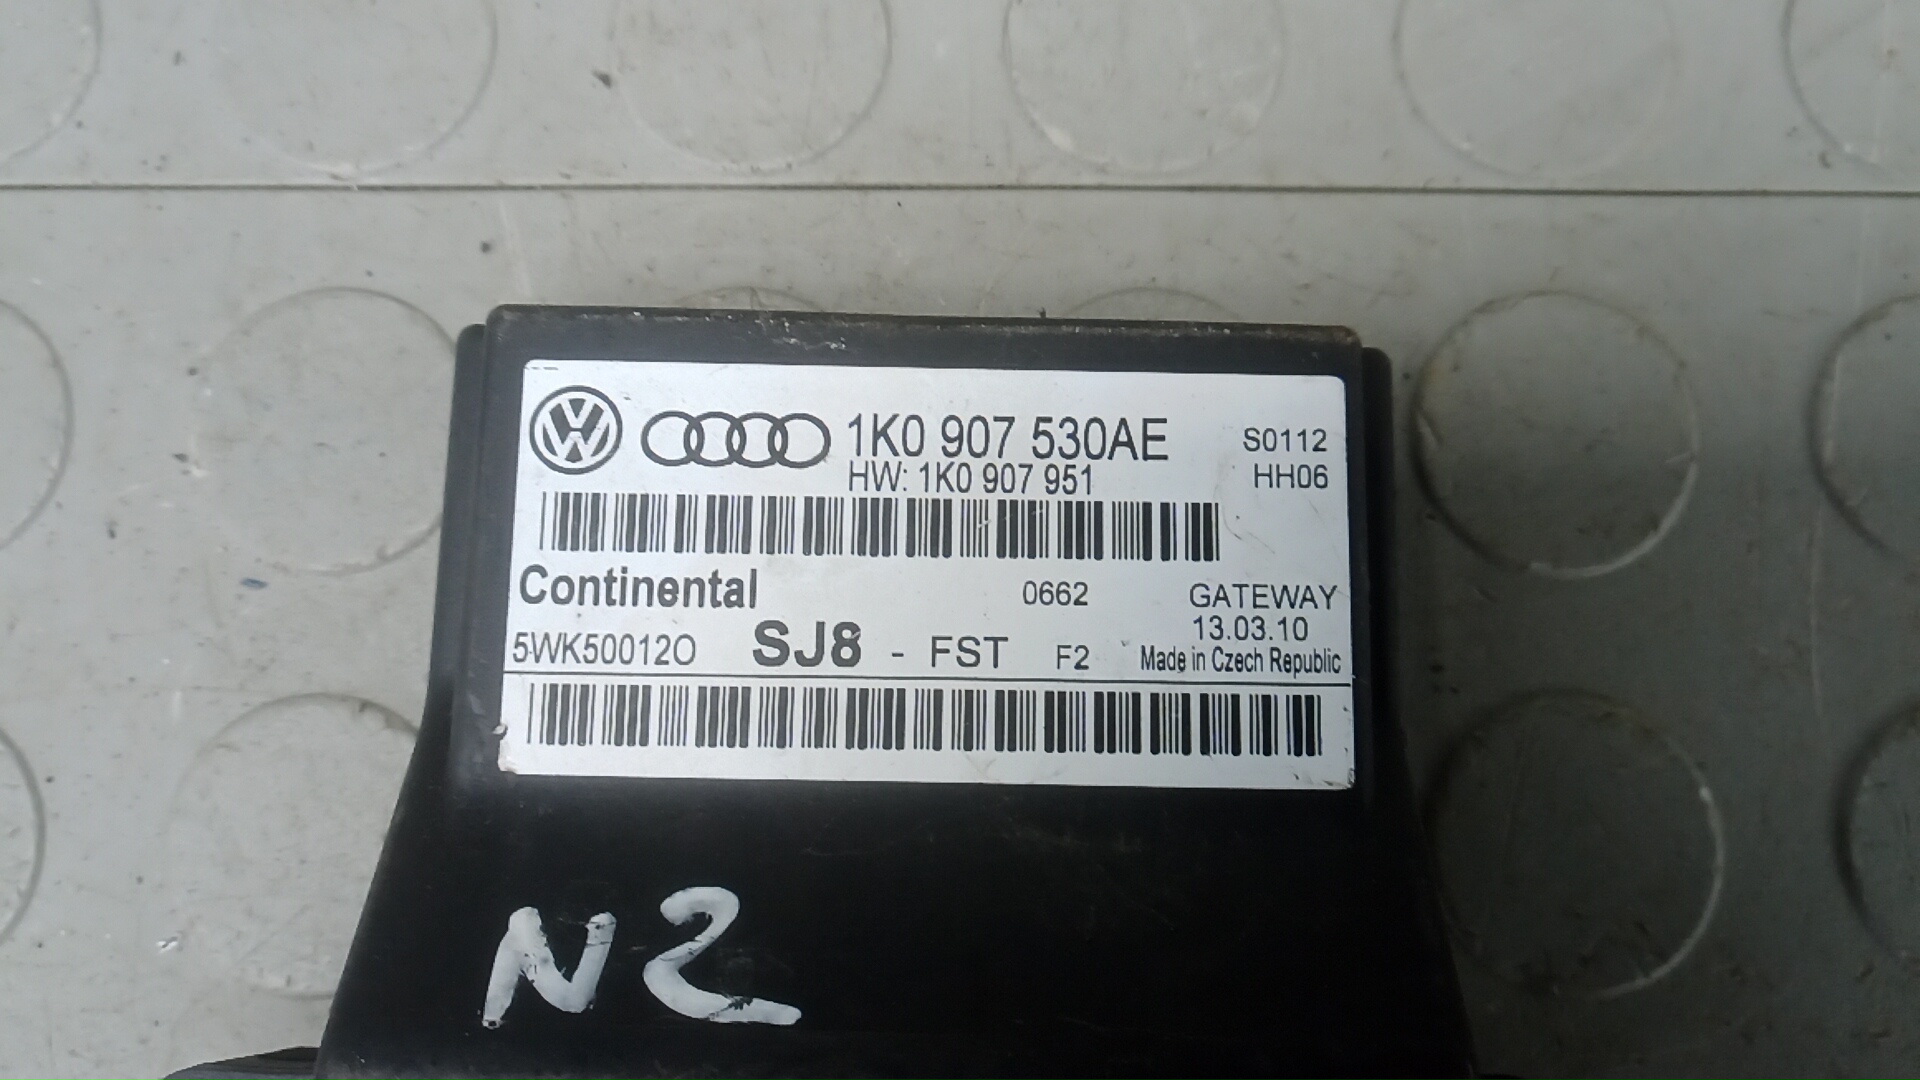 1K0 907 530AE S0112
HW: 1K0 907 951 HH06
Continental 0662 GATEWAY
13.03.10
5WK50012O SJ8 - FST F2 Made in Czech Republic
N2